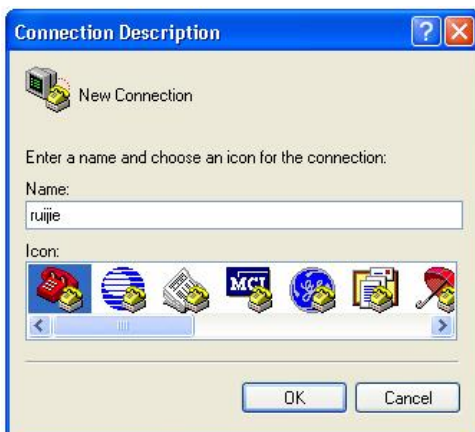 Connection Description
New Connection
Enter a name and choose an icon for the connection:
Name:
ruijie
Icon:
MCI
OK
Cancel